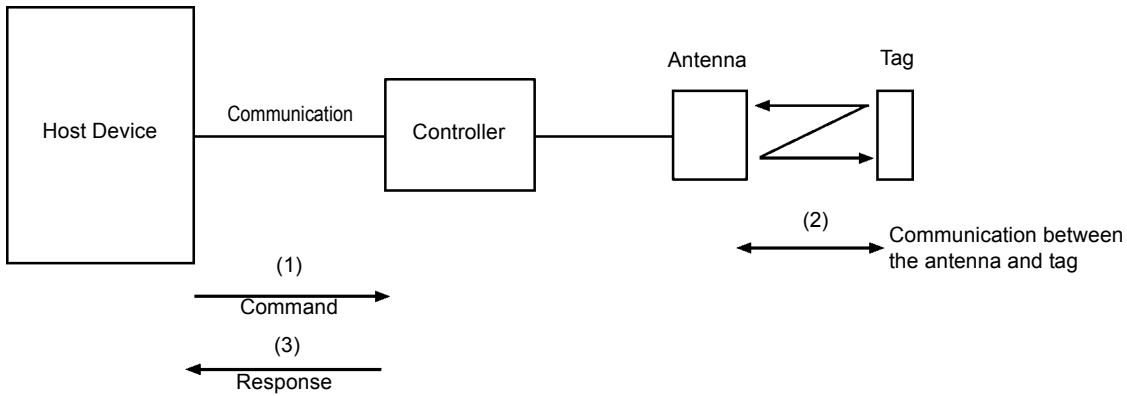 Antenna
Tag
Communication
Host Device
Controller
(2)
Communication between
the antenna and tag
(1)
Command
(3)
Response